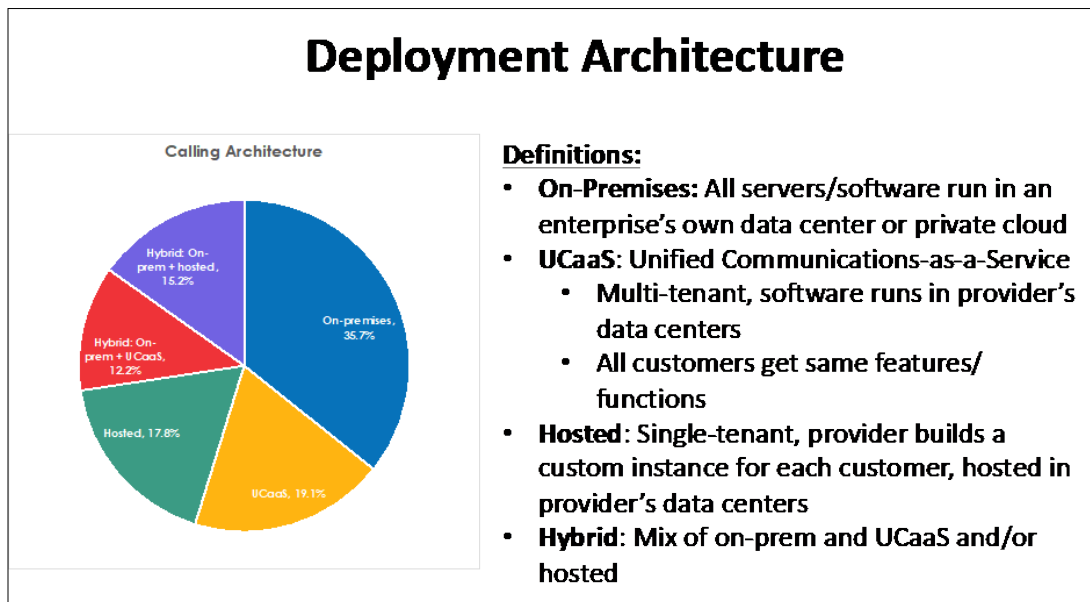 Deployment Architecture
Calling Architecture
Hybrid: On-
prem + hosted,
15.2%
On-premises,
35.7%
Hybrid: On-
prem + UCaaS,
12.2%
Hosted, 17.8%
UCaaS, 19.1%
Definitions:
• On-Premises: All servers/software run in an
enterprise's own data center or private cloud
• UCaaS: Unified Communications-as-a-Service
• Multi-tenant, software runs in provider's
data centers
• All customers get same features/
functions
• Hosted: Single-tenant, provider builds a
custom instance for each customer, hosted in
provider's data centers
• Hybrid: Mix of on-prem and UCaaS and/or
hosted